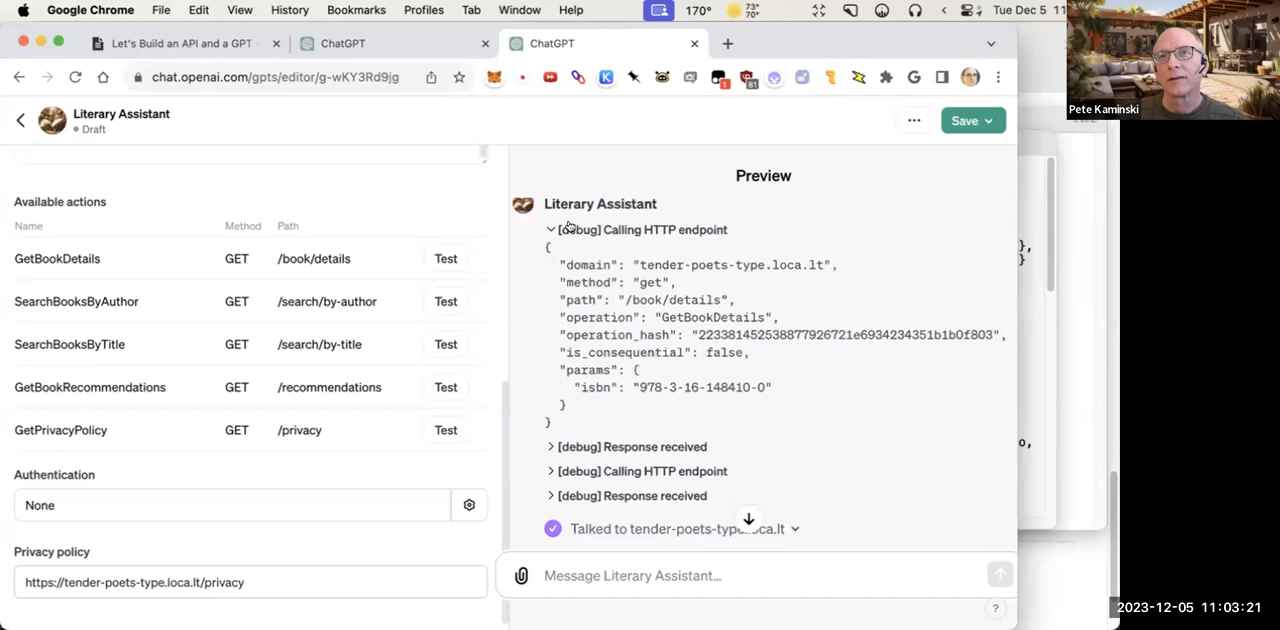 Google Chrome File Edit View History Bookmarks Profiles Tab Window Help 170° 73° 70° Tue Dec 5 11
Let's Build an API and a GPT ChatGPT ChatGPT
chat.openai.com/gpts/editor/g-wKY3Rd9jg 1 81
Pete Kaminski
Literary Assistant
Draft
Save
Preview
Available actions
Name Method Path
GetBookDetails GET /book/details Test
SearchBooksByAuthor GET /search/by-author Test
SearchBooksByTitle GET /search/by-title Test
GetBookRecommendations GET /recommendations Test
GetPrivacyPolicy GET /privacy Test
Authentication
None
Privacy policy
https://tender-poets-type.loca.lt/privacy
Literary Assistant
[debug] Calling HTTP endpoint
{
"domain": "tender-poets-type.loca.lt",
"method": "get",
"path": "/book/details",
"operation": "GetBookDetails",
"operation_hash": "223381452538877926721e6934234351b1b0f803",
"is_consequential": false,
"params": {
"isbn": "978-3-16-148410-0"
}
}
[debug] Response received
[debug] Calling HTTP endpoint
[debug] Response received
Talked to tender-poets-type.loca.lt
Message Literary Assistant...
?
},
}
o,
2023-12-05 11:03:21